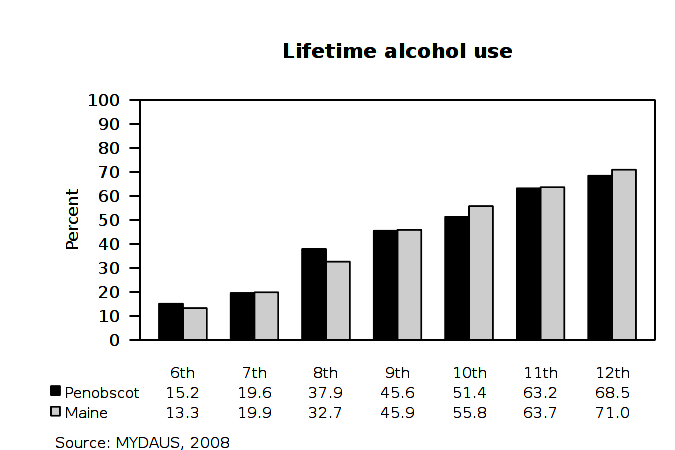 Lifetime alcohol use
100
90
80
70
60
50
40
30
20
10
0
Percent
6th 7th 8th 9th 10th 11th 12th
Penobscot 15.2 19.6 37.9 45.6 51.4 63.2 68.5
Maine 13.3 19.9 32.7 45.9 55.8 63.7 71.0
Source: MYDAUS, 2008